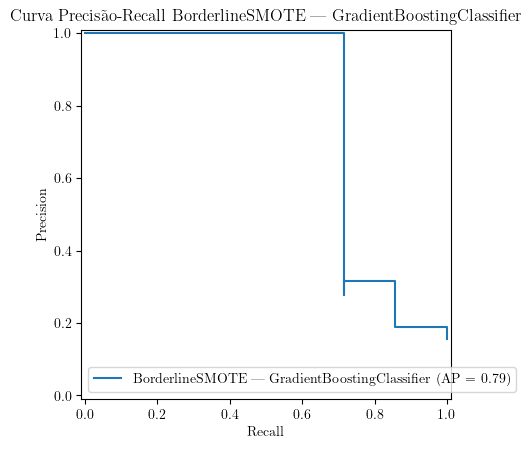 Curva Precisão-Recall BorderlineSMOTE — GradientBoostingClassifier
1.0
0.8
0.6
0.4
0.2
0.0
Precision
BorderlineSMOTE — GradientBoostingClassifier (AP = 0.79)
0.0 0.2 0.4 0.6 0.8 1.0
Recall